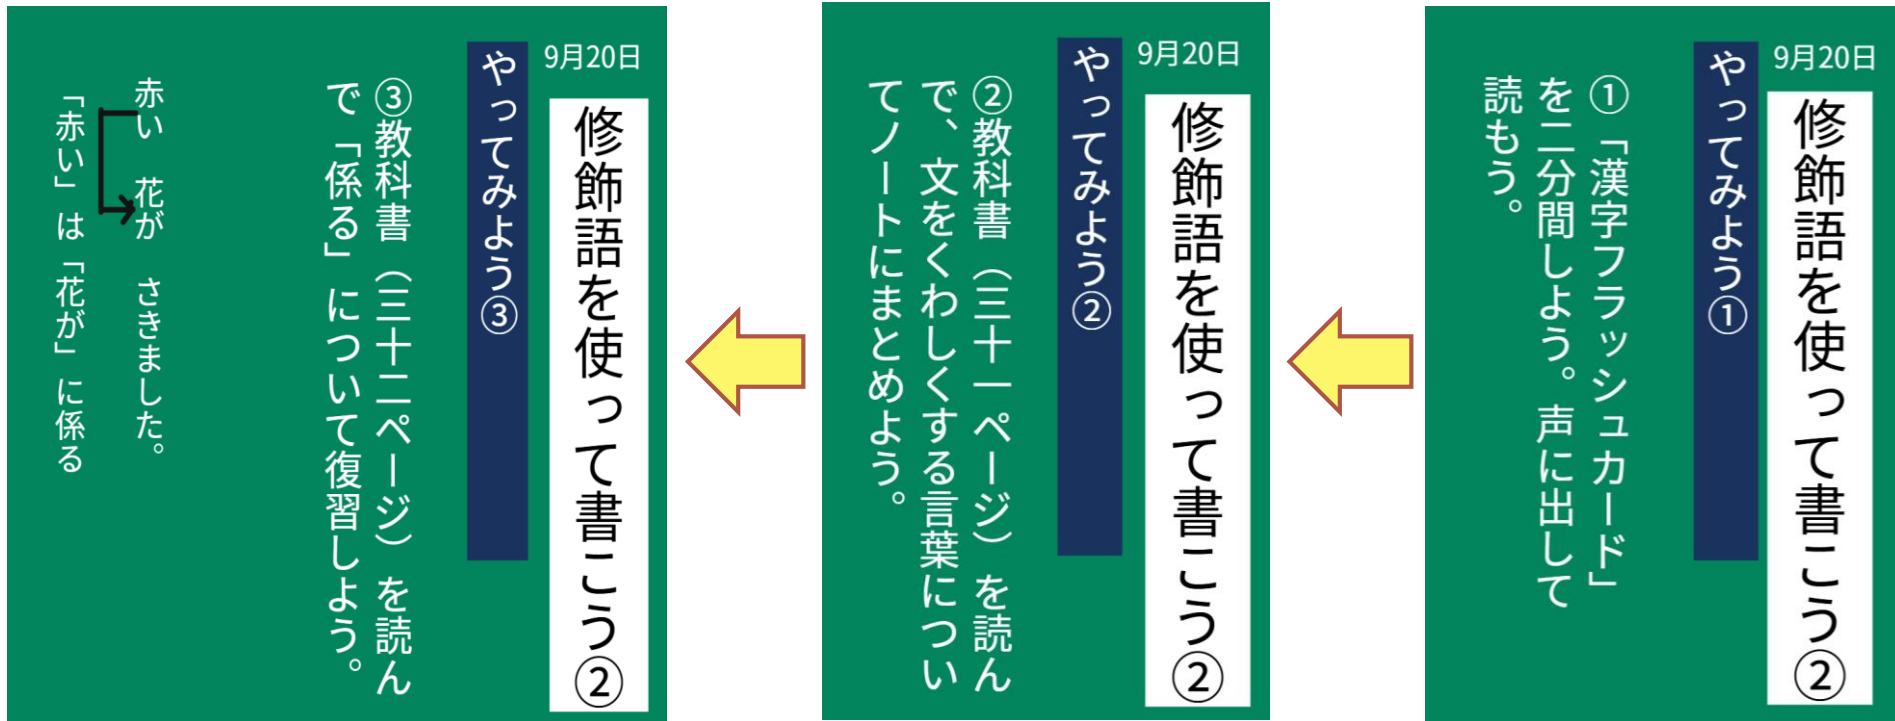 9月20日
修飾語を使って書こう②
やってみよう①
①「漢字フラッシュカード」
を二分間しよう。声に出して
読もう。
9月20日
修飾語を使って書こう②
やってみよう②
②教科書（三十一ページ）を読ん
で、文をくわしくする言葉につい
てノートにまとめよう。
9月20日
修飾語を使って書こう②
やってみよう③
③教科書（三十二ページ）を読ん
で「係る」について復習しよう。
赤い　花が　さきました。
「赤い」は「花が」に係る